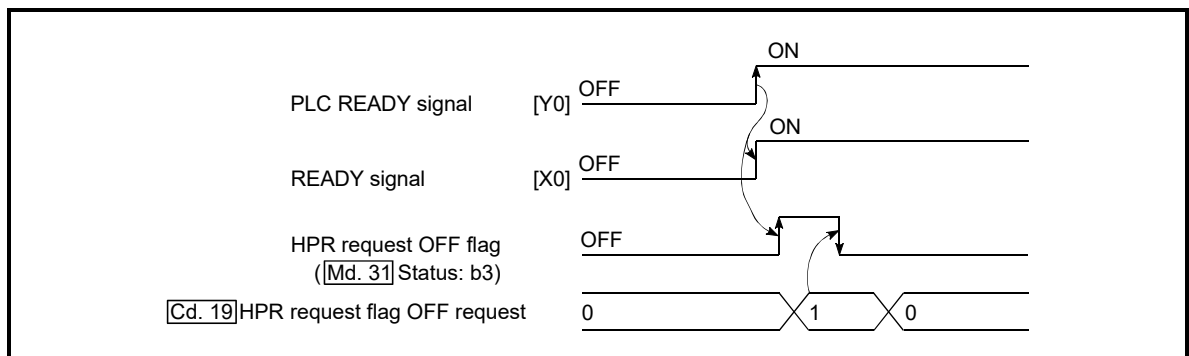 ON
PLC READY signal [Y0] OFF
ON
READY signal [X0] OFF
HPR request OFF flag OFF
(Md. 31 Status: b3)
Cd. 19 HPR request flag OFF request 0 1 0